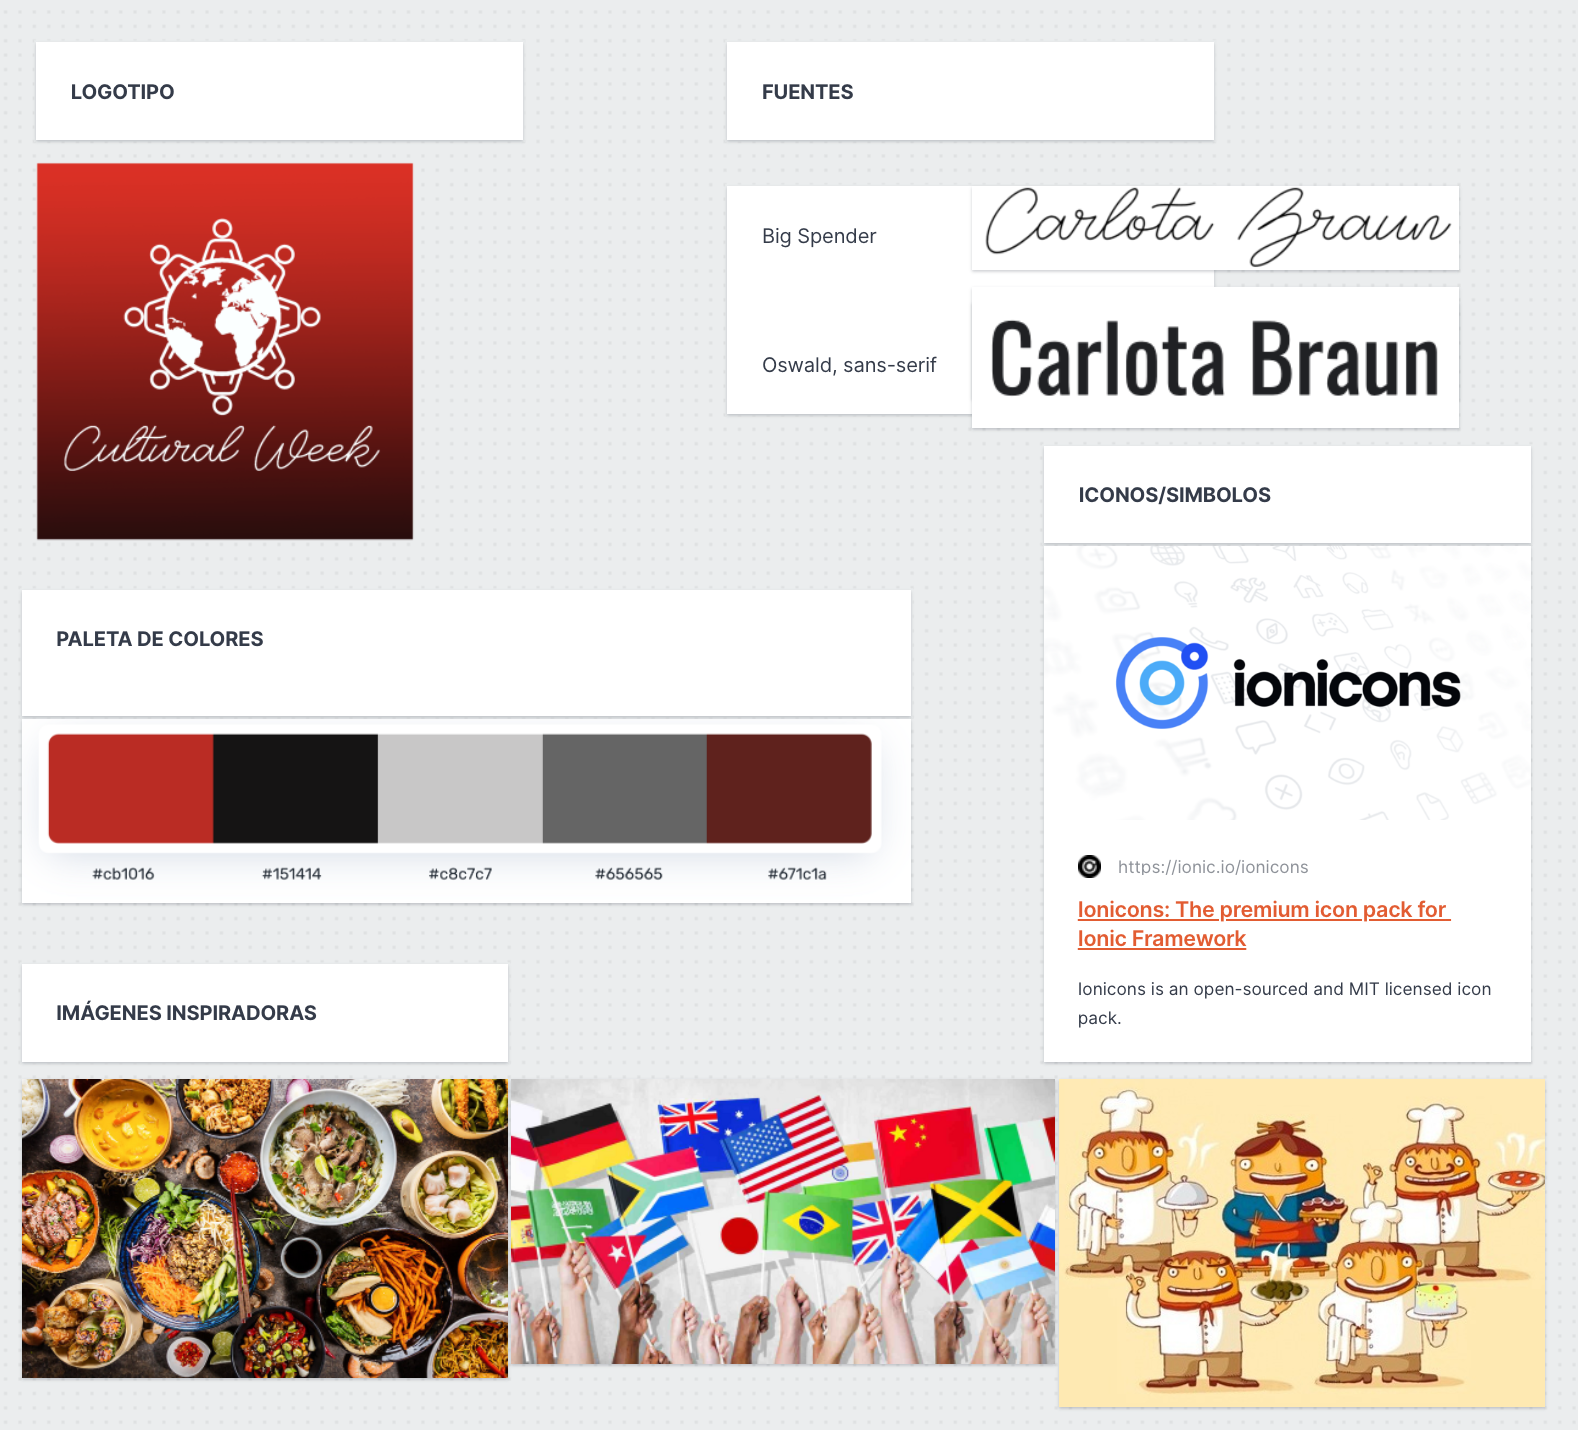 LOGOTIPO
Cultural Week
FUENTES
Big Spender
Carlota Braun
Oswald, sans-serif
Carlota Braun
ICONOS/SIMBOLOS
ionicons
https://ionic.io/ionicons
Ionicons: The premium icon pack for
Ionic Framework
Ionicons is an open-sourced and MIT licensed icon
pack.
PALETA DE COLORES
#cb1016
#151414
#c8c7c7
#656565
#671c1a
IMÁGENES INSPIRADORAS